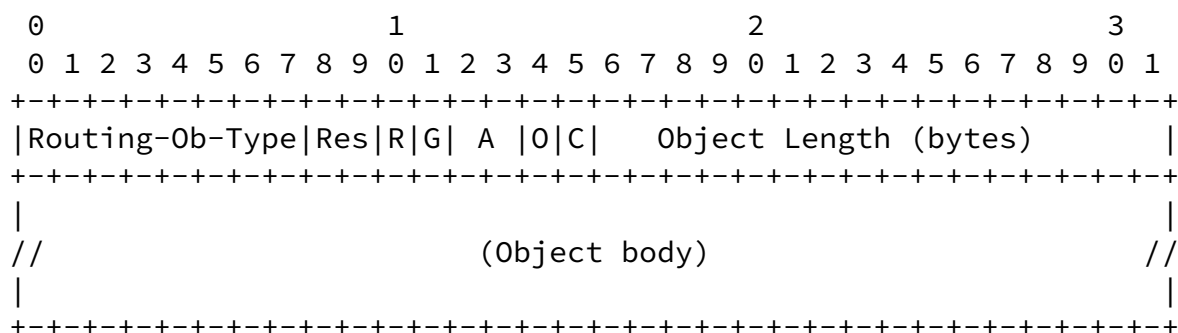 0                   1                   2                   3
 0 1 2 3 4 5 6 7 8 9 0 1 2 3 4 5 6 7 8 9 0 1 2 3 4 5 6 7 8 9 0 1
+-+-+-+-+-+-+-+-+-+-+-+-+-+-+-+-+-+-+-+-+-+-+-+-+-+-+-+-+-+-+-+-+
|Routing-Ob-Type|Res|R|G| A |O|C|   Object Length (bytes)       |
+-+-+-+-+-+-+-+-+-+-+-+-+-+-+-+-+-+-+-+-+-+-+-+-+-+-+-+-+-+-+-+-+
|                                                               |
//                        (Object body)                        //
|                                                               |
+-+-+-+-+-+-+-+-+-+-+-+-+-+-+-+-+-+-+-+-+-+-+-+-+-+-+-+-+-+-+-+-+